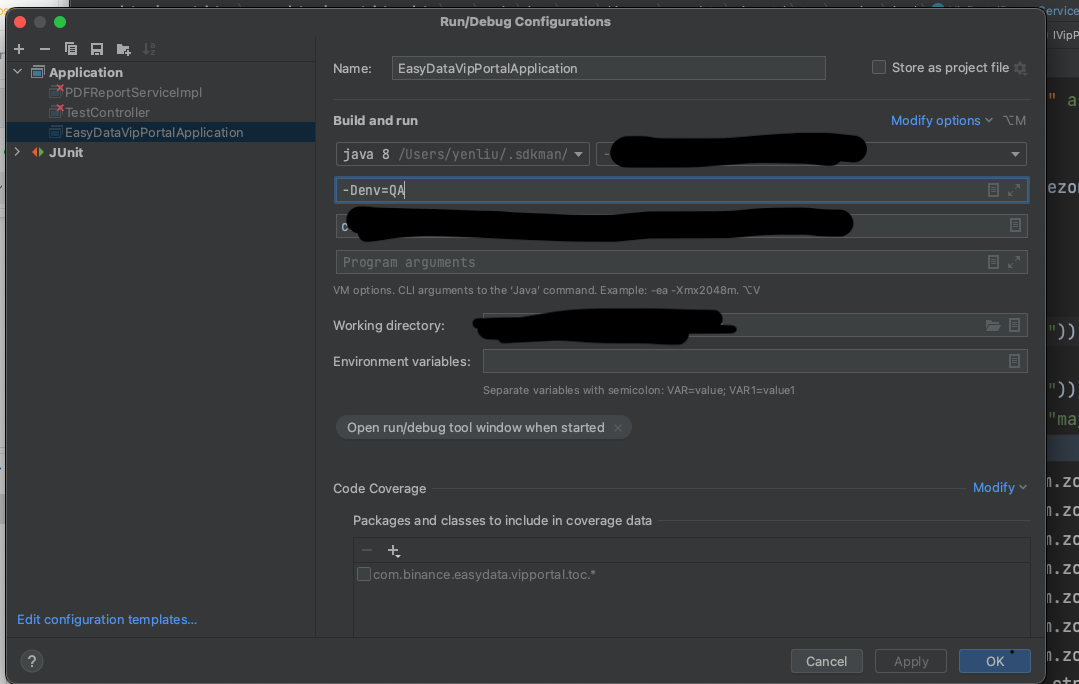 Run/Debug Configurations
Service
IVipP
Application
PDFReportServiceImpl
TestController
EasyDataVipPortalApplication
JUnit
Name: EasyDataVipPortalApplication Store as project file
Build and run Modify options ⌥M
java 8 /Users/yenliu/.sdkman/ -
-Denv=QA
c
Program arguments
VM options. CLI arguments to the 'Java' command. Example: -ea -Xmx2048m. ⌥V
Working directory:
Environment variables:
Separate variables with semicolon: VAR=value; VAR1=value1
Open run/debug tool window when started ×
Code Coverage Modify
Packages and classes to include in coverage data
com.binance.easydata.vipportal.toc.*
Edit configuration templates...
? Cancel Apply OK